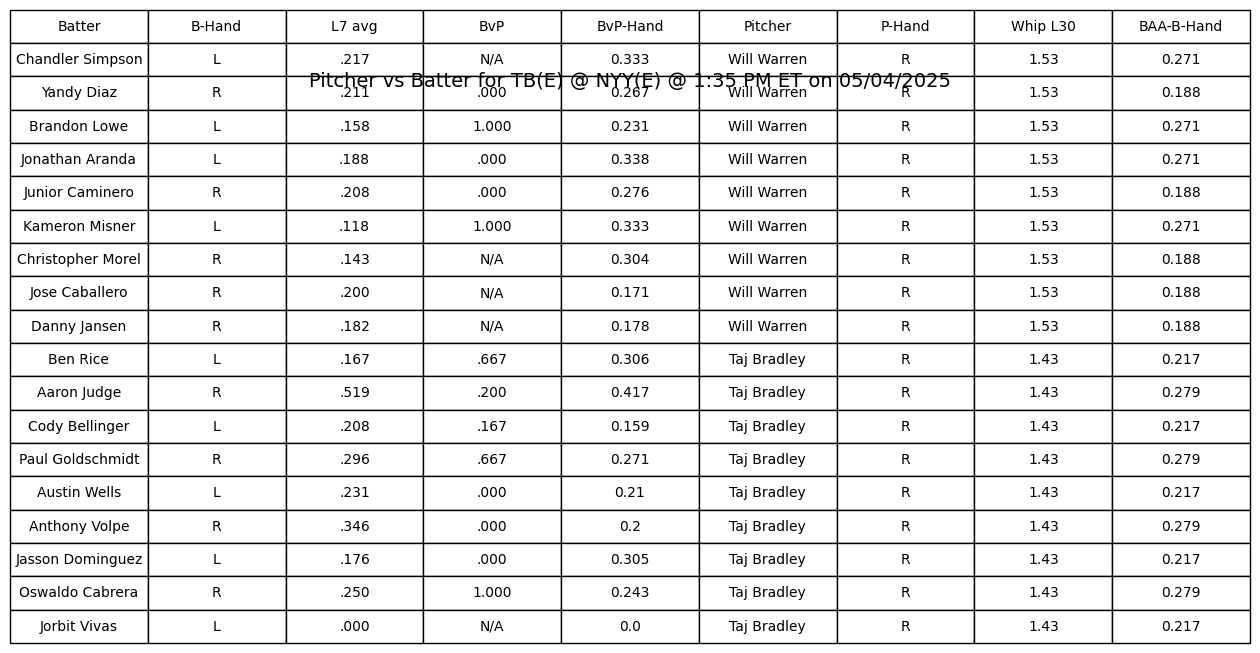 Batter B-Hand L7 avg BvP BvP-Hand Pitcher P-Hand Whip L30 BAA-B-Hand
Chandler Simpson L .217 N/A 0.333 Will Warren R 1.53 0.271
Pitcher vs Batter for TB(E) @ NYY(E) @ 1:35 PM ET on 05/04/2025
Yandy Diaz R .211 .000 0.267 Will Warren R 1.53 0.188
Brandon Lowe L .158 1.000 0.231 Will Warren R 1.53 0.271
Jonathan Aranda L .188 .000 0.338 Will Warren R 1.53 0.271
Junior Caminero R .208 .000 0.276 Will Warren R 1.53 0.188
Kameron Misner L .118 1.000 0.333 Will Warren R 1.53 0.271
Christopher Morel R .143 N/A 0.304 Will Warren R 1.53 0.188
Jose Caballero R .200 N/A 0.171 Will Warren R 1.53 0.188
Danny Jansen R .182 N/A 0.178 Will Warren R 1.53 0.188
Ben Rice L .167 .667 0.306 Taj Bradley R 1.43 0.217
Aaron Judge R .519 .200 0.417 Taj Bradley R 1.43 0.279
Cody Bellinger L .208 .167 0.159 Taj Bradley R 1.43 0.217
Paul Goldschmidt R .296 .667 0.271 Taj Bradley R 1.43 0.279
Austin Wells L .231 .000 0.21 Taj Bradley R 1.43 0.217
Anthony Volpe R .346 .000 0.2 Taj Bradley R 1.43 0.279
Jasson Dominguez L .176 .000 0.305 Taj Bradley R 1.43 0.217
Oswaldo Cabrera R .250 1.000 0.243 Taj Bradley R 1.43 0.279
Jorbit Vivas L .000 N/A 0.0 Taj Bradley R 1.43 0.217